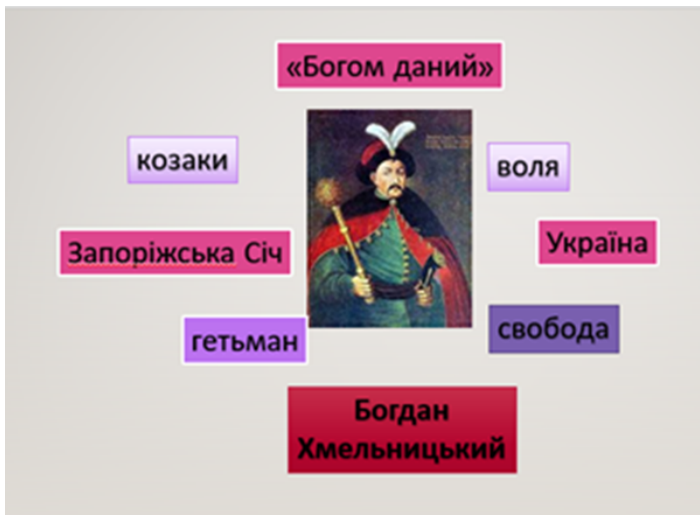 «Богом даний»
козаки
воля
Запоріжська Січ
Україна
гетьман
свобода
Богдан
Хмельницький